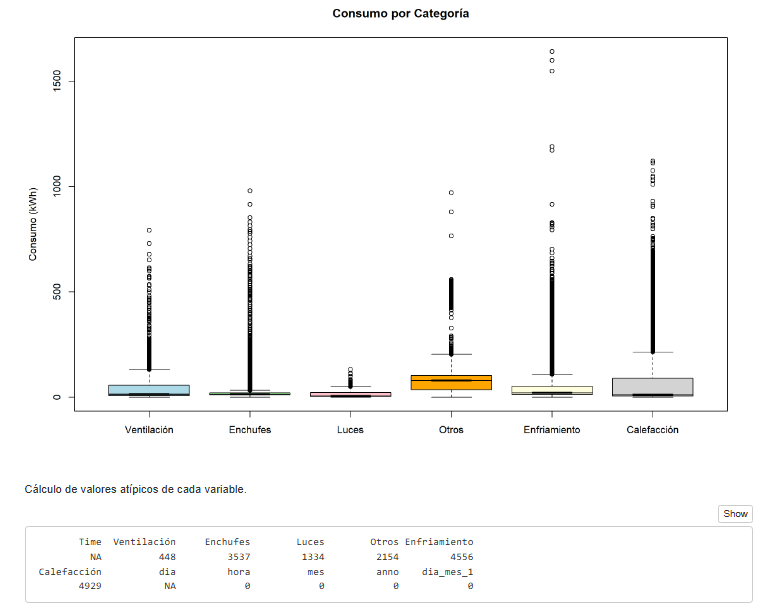 Consumo por Categoría
Consumo (kWh)
1500
1000
500
0
Ventilación Enchufes Luces Otros Enfriamiento Calefacción
Cálculo de valores atípicos de cada variable.
Show
Time Ventilación Enchufes Luces Otros Enfriamiento
NA 448 3537 1334 2154 4556
Calefacción dia hora mes anno dia_mes_1
4929 NA 0 0 0 0